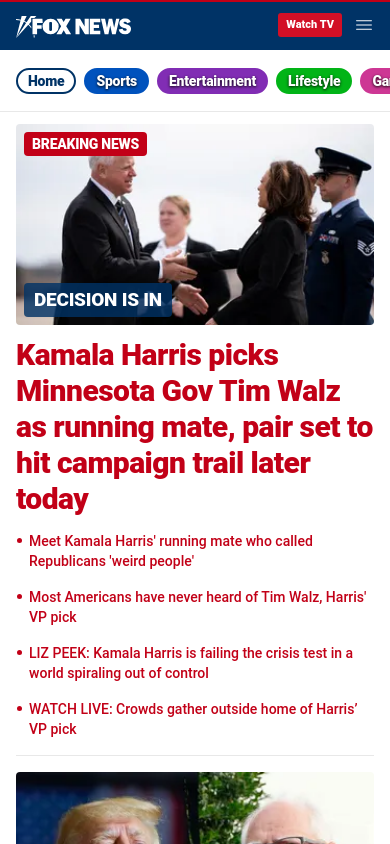 FOX NEWS
Watch TV
Home
Sports
Entertainment
Lifestyle
Ga
BREAKING NEWS
DECISION IS IN
Kamala Harris picks
Minnesota Gov Tim Walz
as running mate, pair set to
hit campaign trail later
today
• Meet Kamala Harris' running mate who called
Republicans 'weird people'
• Most Americans have never heard of Tim Walz, Harris'
VP pick
• LIZ PEEK: Kamala Harris is failing the crisis test in a
world spiraling out of control
• WATCH LIVE: Crowds gather outside home of Harris’
VP pick